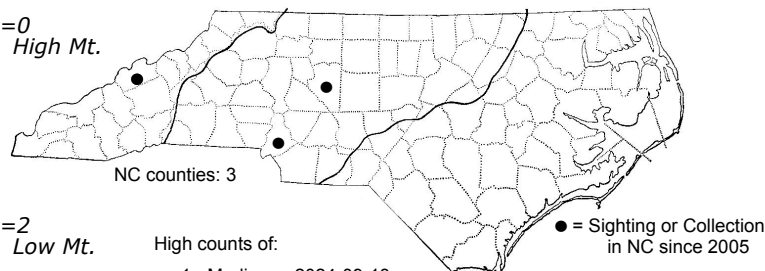 =0
High Mt.
NC counties: 3
=2
Low Mt.
High counts of:
● = Sighting or Collection
in NC since 2005